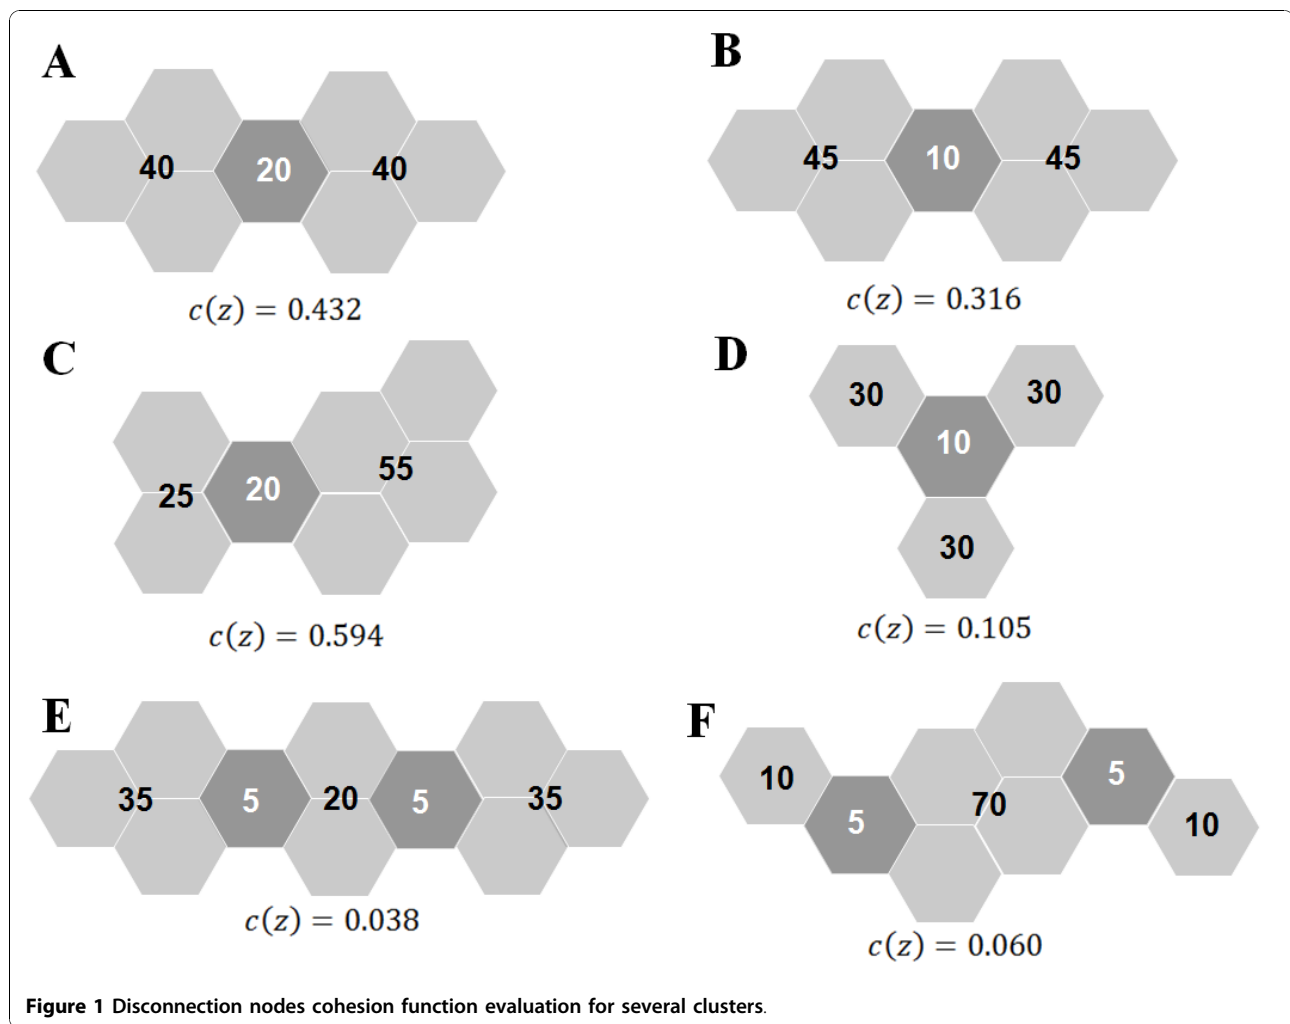 A
40 20 40
c(z) = 0.432
B
45 10 45
c(z) = 0.316
C
25 20 55
c(z) = 0.594
D
30 30
10
30
c(z) = 0.105
E
35 5 20 5 35
c(z) = 0.038
F
10 5 70 5 10
c(z) = 0.060
Figure 1 Disconnection nodes cohesion function evaluation for several clusters.